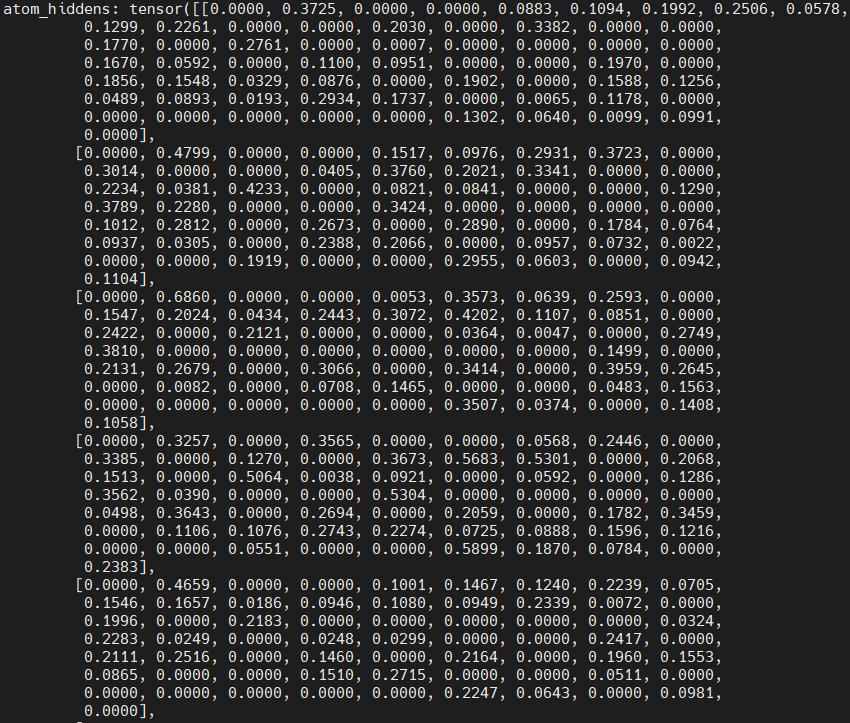 atom_hiddens: tensor([[0.0000, 0.3725, 0.0000, 0.0000, 0.0883, 0.1094, 0.1992, 0.2506, 0.0578,
0.1299, 0.2261, 0.0000, 0.0000, 0.2030, 0.0000, 0.3382, 0.0000, 0.0000,
0.1770, 0.0000, 0.2761, 0.0000, 0.0007, 0.0000, 0.0000, 0.0000, 0.0000,
0.1670, 0.0592, 0.0000, 0.1100, 0.0951, 0.0000, 0.0000, 0.1970, 0.0000,
0.1856, 0.1548, 0.0329, 0.0876, 0.0000, 0.1902, 0.0000, 0.1588, 0.1256,
0.0489, 0.0893, 0.0193, 0.2934, 0.1737, 0.0000, 0.0065, 0.1178, 0.0000,
0.0000, 0.0000, 0.0000, 0.0000, 0.0000, 0.1302, 0.0640, 0.0099, 0.0991,
0.0000],
[0.0000, 0.4799, 0.0000, 0.0000, 0.1517, 0.0976, 0.2931, 0.3723, 0.0000,
0.3014, 0.0000, 0.0000, 0.0405, 0.3760, 0.2021, 0.3341, 0.0000, 0.0000,
0.2234, 0.0381, 0.4233, 0.0000, 0.0821, 0.0841, 0.0000, 0.0000, 0.1290,
0.3789, 0.2280, 0.0000, 0.0000, 0.3424, 0.0000, 0.0000, 0.0000, 0.0000,
0.1012, 0.2812, 0.0000, 0.2673, 0.0000, 0.2890, 0.0000, 0.1784, 0.0764,
0.0937, 0.0305, 0.0000, 0.2388, 0.2066, 0.0000, 0.0957, 0.0732, 0.0022,
0.0000, 0.0000, 0.1919, 0.0000, 0.0000, 0.2955, 0.0603, 0.0000, 0.0942,
0.1104],
[0.0000, 0.6860, 0.0000, 0.0000, 0.0053, 0.3573, 0.0639, 0.2593, 0.0000,
0.1547, 0.2024, 0.0434, 0.2443, 0.3072, 0.4202, 0.1107, 0.0851, 0.0000,
0.2422, 0.0000, 0.2121, 0.0000, 0.0000, 0.0364, 0.0047, 0.0000, 0.2749,
0.3810, 0.0000, 0.0000, 0.0000, 0.0000, 0.0000, 0.0000, 0.1499, 0.0000,
0.2131, 0.2679, 0.0000, 0.3066, 0.0000, 0.3414, 0.0000, 0.3959, 0.2645,
0.0000, 0.0082, 0.0000, 0.0708, 0.1465, 0.0000, 0.0000, 0.0483, 0.1563,
0.0000, 0.0000, 0.0000, 0.0000, 0.0000, 0.3507, 0.0374, 0.0000, 0.1408,
0.1058],
[0.0000, 0.3257, 0.0000, 0.3565, 0.0000, 0.0000, 0.0568, 0.2446, 0.0000,
0.3385, 0.0000, 0.1270, 0.0000, 0.3673, 0.5683, 0.5301, 0.0000, 0.2068,
0.1513, 0.0000, 0.5064, 0.0038, 0.0921, 0.0000, 0.0592, 0.0000, 0.1286,
0.3562, 0.0390, 0.0000, 0.0000, 0.5304, 0.0000, 0.0000, 0.0000, 0.0000,
0.0498, 0.3643, 0.0000, 0.2694, 0.0000, 0.2059, 0.0000, 0.1782, 0.3459,
0.0000, 0.1106, 0.1076, 0.2743, 0.2274, 0.0725, 0.0888, 0.1596, 0.1216,
0.0000, 0.0000, 0.0551, 0.0000, 0.0000, 0.5899, 0.1870, 0.0784, 0.0000,
0.2383],
[0.0000, 0.4659, 0.0000, 0.0000, 0.1001, 0.1467, 0.1240, 0.2239, 0.0705,
0.1546, 0.1657, 0.0186, 0.0946, 0.1080, 0.0949, 0.2339, 0.0072, 0.0000,
0.1996, 0.0000, 0.2183, 0.0000, 0.0000, 0.0000, 0.0000, 0.0000, 0.0324,
0.2283, 0.0249, 0.0000, 0.0248, 0.0299, 0.0000, 0.0000, 0.2417, 0.0000,
0.2111, 0.2516, 0.0000, 0.1460, 0.0000, 0.2164, 0.0000, 0.1960, 0.1553,
0.0865, 0.0000, 0.0000, 0.1510, 0.2715, 0.0000, 0.0000, 0.0511, 0.0000,
0.0000, 0.0000, 0.0000, 0.0000, 0.0000, 0.2247, 0.0643, 0.0000, 0.0981,
0.0000],